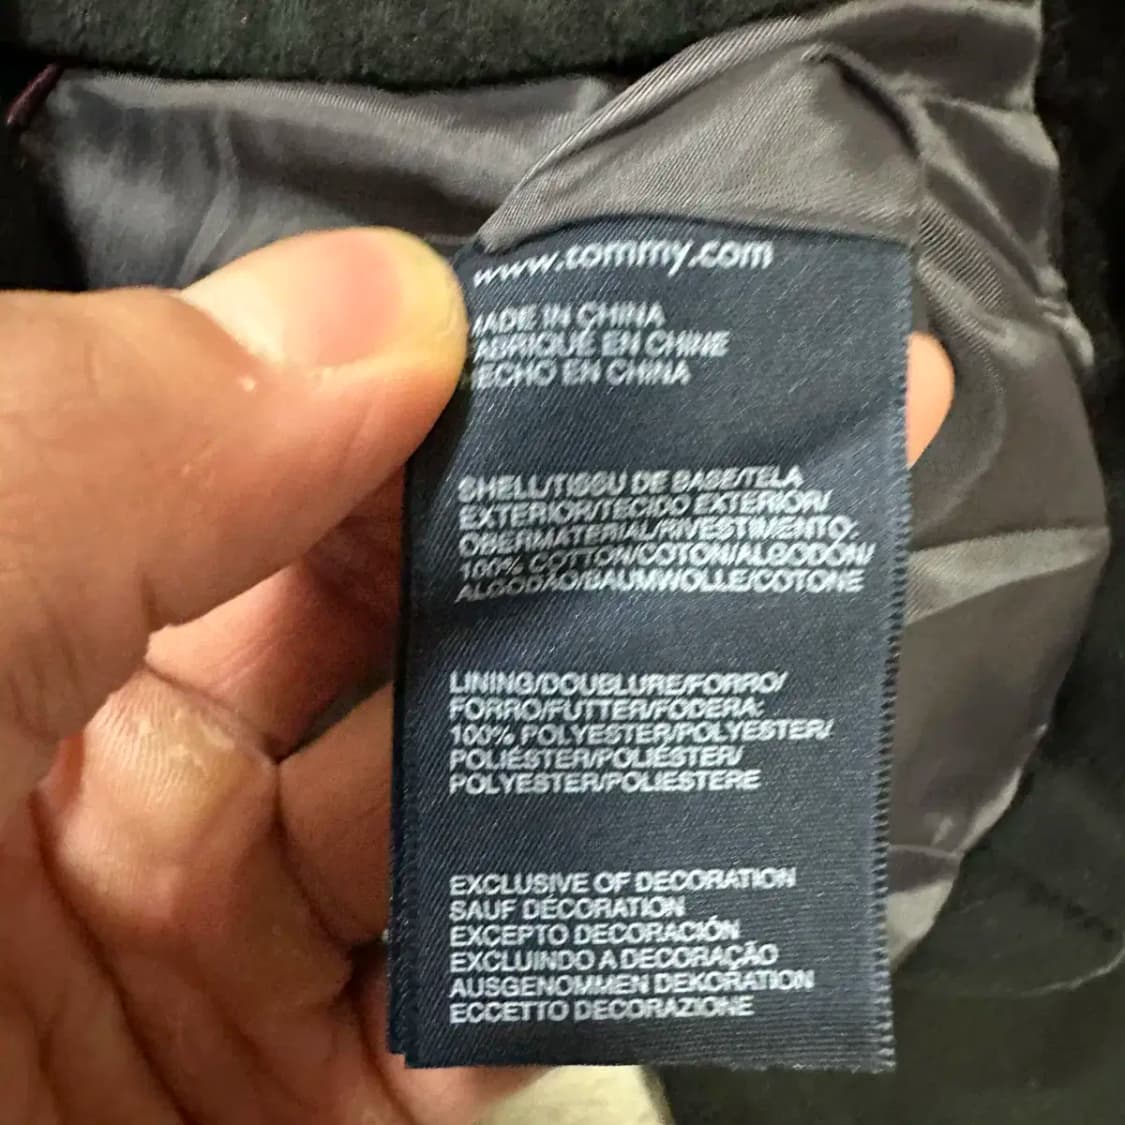 www.tommy.com
MADE IN CHINA
FABRIQUÉ EN CHINE
HECHO EN CHINA
SHELL/TISSU DE BASE/TELA
EXTERIOR/TECIDO EXTERIOR/
OBERMATERIAL/RIVESTIMENTO:
100% COTTON/COTON/ALGODÓN/
ALGODÃO/BAUMWOLLE/COTONE
LINING/DOUBLURE/FORRO/
FORRO/FUTTER/FODERA:
100% POLYESTER/POLYESTER/
POLIÉSTER/POLIÉSTER/
POLYESTER/POLIESTERE
EXCLUSIVE OF DECORATION
SAUF DÉCORATION
EXCEPTO DECORACIÓN
EXCLUINDO A DECORAÇÃO
AUSGENOMMEN DEKORATION
ECCETTO DECORAZIONE